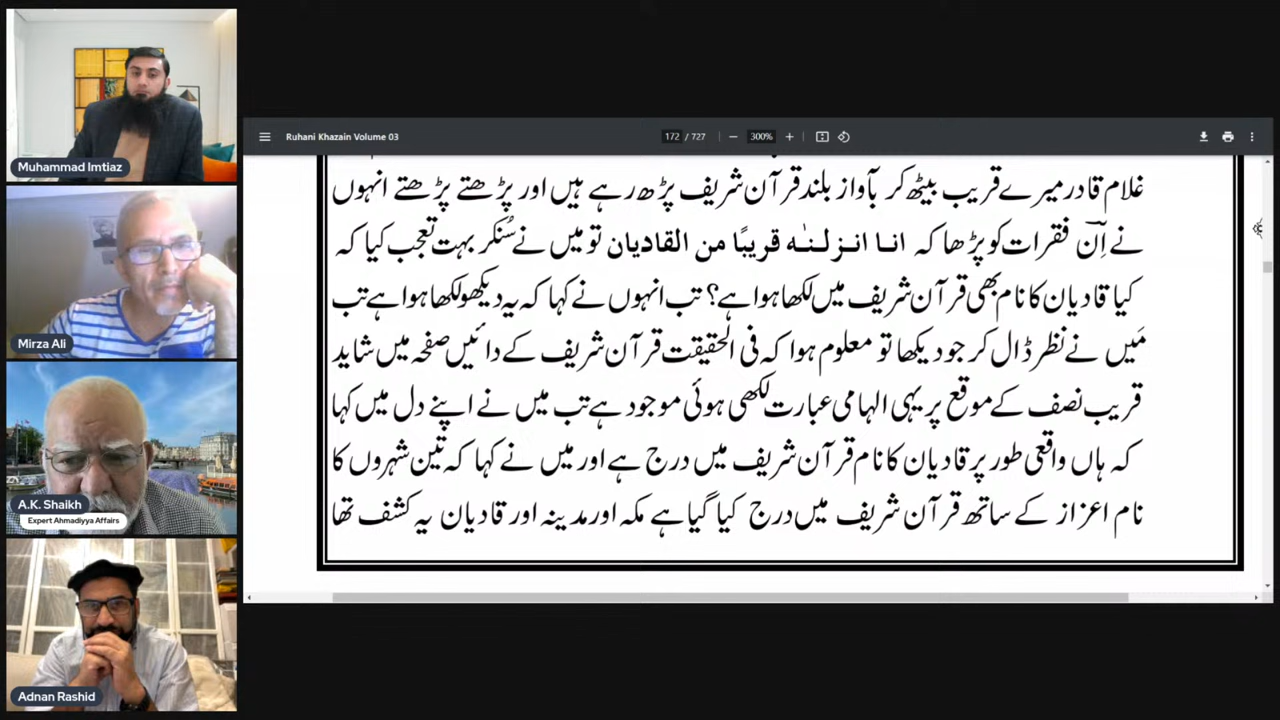 Muhammad Imtiaz
Mirza Ali
A.K. Shaikh
Expert Ahmadiyya Affairs
Adnan Rashid
Ruhani Khazain Volume 03
172 / 727
300%
غلام قادر میرے قریب بیٹھ کر بآواز بلند قرآن شریف پڑھ رہے ہیں اور پڑھتے پڑھتے انہوں
نے اِن فقرات کو پڑھا کہ انا انزلنٰہ قریبًا من القادیان تو میں نے سُنکر بہت تعجب کیا کہ
کیا قادیان کا نام بھی قرآن شریف میں لکھا ہوا ہے؟ تب انہوں نے کہا کہ یہ دیکھو لکھا ہوا ہے تب
مَیں نے نظر ڈال کر جو دیکھا تو معلوم ہوا کہ فی الحقیقت قرآن شریف کے دائیں صفحہ میں شاید
قریب نصف کے موقع پر یہی الہامی عبارت لکھی ہوئی موجود ہے تب میں نے اپنے دل میں کہا
کہ ہاں واقعی طور پر قادیان کا نام قرآن شریف میں درج ہے اور میں نے کہا کہ تین شہروں کا
نام اعزاز کے ساتھ قرآن شریف میں درج کیا گیا ہے مکہ اور مدینہ اور قادیان یہ کشف تھا